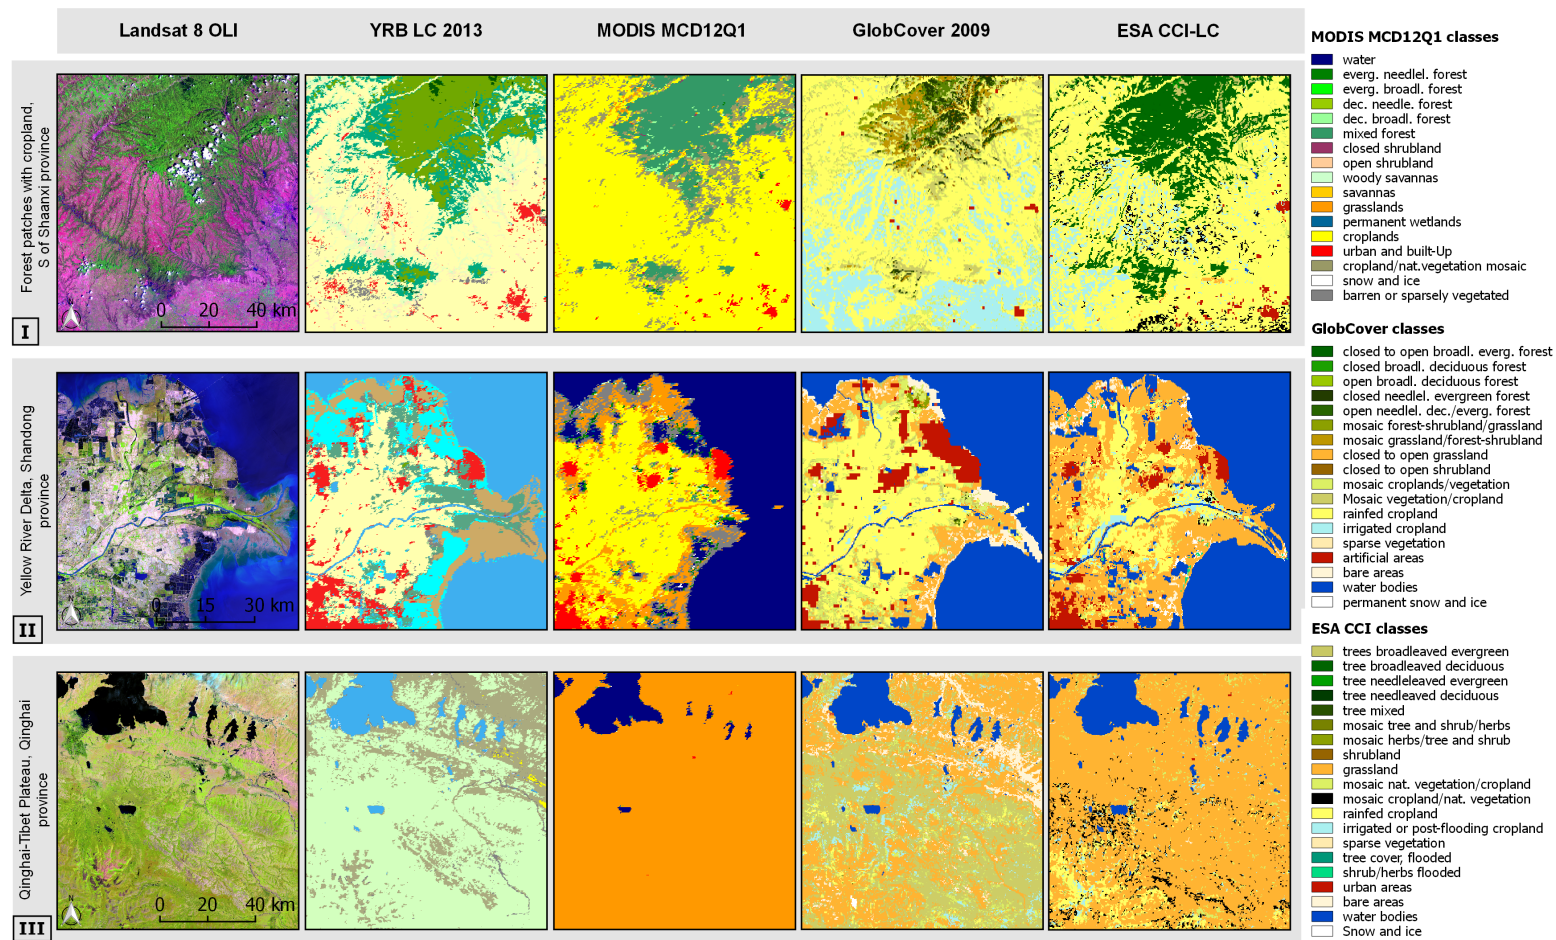 Landsat 8 OLI
YRB LC 2013
MODIS MCD12Q1
GlobCover 2009
ESA CCI-LC
Forest patches with cropland,
S of Shaanxi province
0 20 40 km
N
I
Yellow River Delta, Shandong
province
0 15 30 km
N
II
Qinghai-Tibet Plateau, Qinghai
province
0 20 40 km
N
III
MODIS MCD12Q1 classes
water
everg. needlel. forest
everg. broadl. forest
dec. needle. forest
dec. broadl. forest
mixed forest
closed shrubland
open shrubland
woody savannas
savannas
grasslands
permanent wetlands
croplands
urban and built-Up
cropland/nat.vegetation mosaic
snow and ice
barren or sparsely vegetated
GlobCover classes
closed to open broadl. everg. forest
closed broadl. deciduous forest
open broadl. deciduous forest
closed needlel. evergreen forest
open needlel. dec./everg. forest
mosaic forest-shrubland/grassland
mosaic grassland/forest-shrubland
closed to open grassland
closed to open shrubland
mosaic croplands/vegetation
Mosaic vegetation/cropland
rainfed cropland
irrigated cropland
sparse vegetation
artificial areas
bare areas
water bodies
permanent snow and ice
ESA CCI classes
trees broadleaved evergreen
tree broadleaved deciduous
tree needleleaved evergreen
tree needleaved deciduous
tree mixed
mosaic tree and shrub/herbs
mosaic herbs/tree and shrub
shrubland
grassland
mosaic nat. vegetation/cropland
mosaic cropland/nat. vegetation
rainfed cropland
irrigated or post-flooding cropland
sparse vegetation
tree cover, flooded
shrub/herbs flooded
urban areas
bare areas
water bodies
Snow and ice